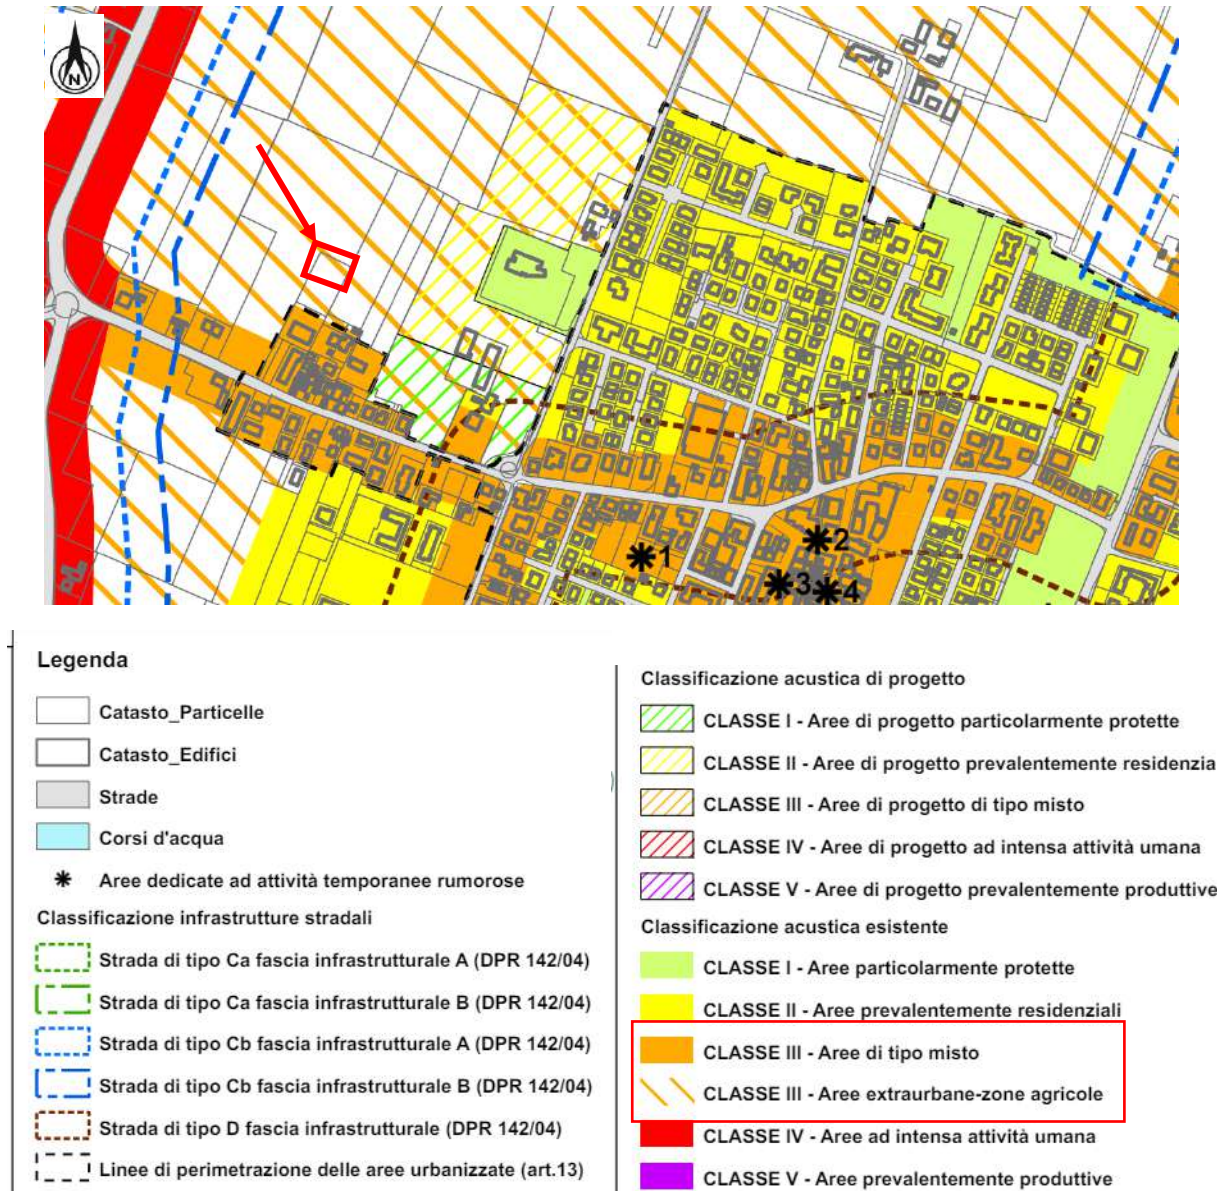 N
1
2
3
4
Legenda
Catasto_Particelle
Catasto_Edifici
Strade
Corsi d'acqua
Aree dedicate ad attività temporanee rumorose
Classificazione infrastrutture stradali
Strada di tipo Ca fascia infrastrutturale A (DPR 142/04)
Strada di tipo Ca fascia infrastrutturale B (DPR 142/04)
Strada di tipo Cb fascia infrastrutturale A (DPR 142/04)
Strada di tipo Cb fascia infrastrutturale B (DPR 142/04)
Strada di tipo D fascia infrastrutturale (DPR 142/04)
Linee di perimetrazione delle aree urbanizzate (art.13)
Classificazione acustica di progetto
CLASSE I - Aree di progetto particolarmente protette
CLASSE II - Aree di progetto prevalentemente residenzia
CLASSE III - Aree di progetto di tipo misto
CLASSE IV - Aree di progetto ad intensa attività umana
CLASSE V - Aree di progetto prevalentemente produttive
Classificazione acustica esistente
CLASSE I - Aree particolarmente protette
CLASSE II - Aree prevalentemente residenziali
CLASSE III - Aree di tipo misto
CLASSE III - Aree extraurbane-zone agricole
CLASSE IV - Aree ad intensa attività umana
CLASSE V - Aree prevalentemente produttive